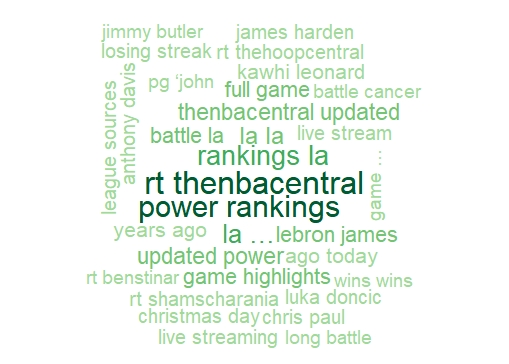 jimmy butler
james harden
losing streak
rt thehoopcentral
kawhi leonard
pg ‘john
full game
battle cancer
anthony davis
league sources
thenbacentral updated
battle la
la la
live stream
rankings la
game …
rt thenbacentral
power rankings
years ago
la …
lebron james
updated power
ago today
rt benstinar
game highlights
wins wins
rt shamscharania
luka doncic
christmas day
chris paul
live streaming
long battle